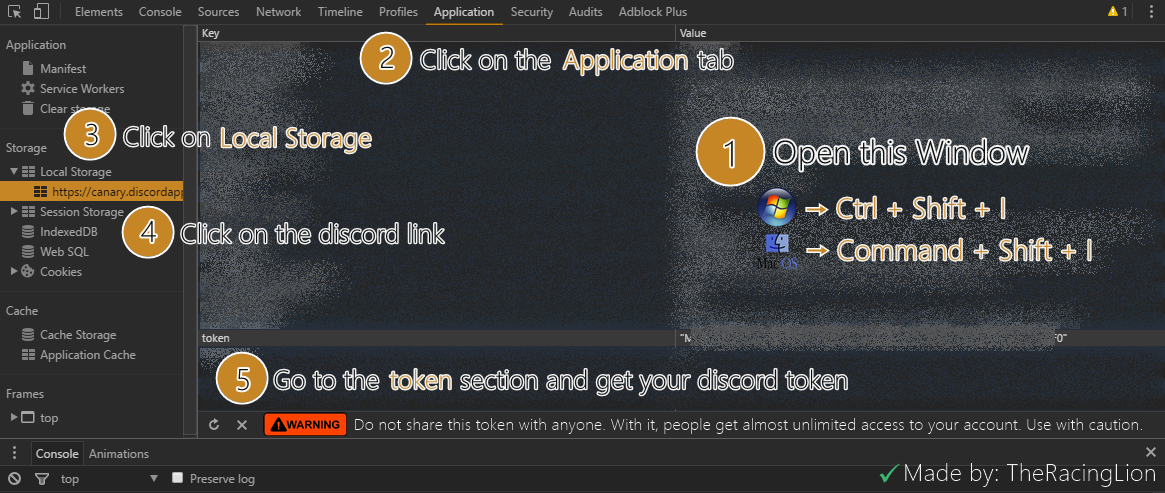 Elements Console Sources Network Timeline Profiles Application Security Audits Adblock Plus 1
Application
Manifest
Service Workers
Clear storage
Storage
Local Storage
https://canary.discordapp
Session Storage
IndexedDB
Web SQL
Cookies
Cache
Cache Storage
Application Cache
Frames
top
Key Value
2 Click on the Application tab
3 Click on Local Storage
1 Open this Window
→ Ctrl + Shift + I
Mac OS → Command + Shift + I
4 Click on the discord link
token "M F0"
5 Go to the token section and get your discord token
WARNING Do not share this token with anyone. With it, people get almost unlimited access to your account. Use with caution.
Console Animations
top Preserve log
Made by: TheRacingLion